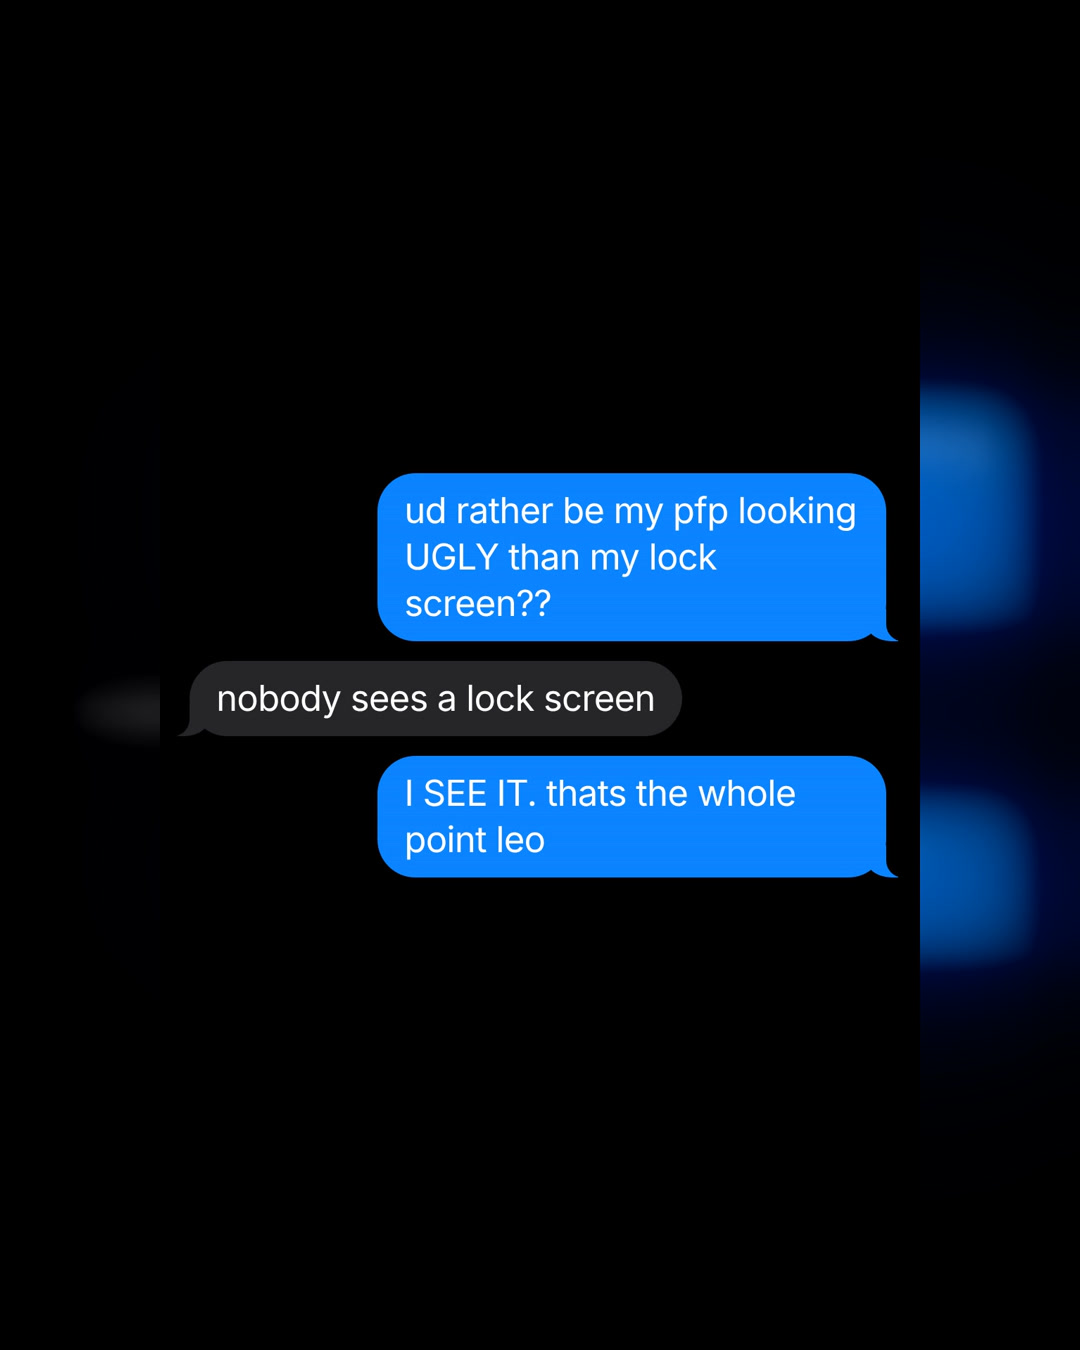 ud rather be my pfp looking
UGLY than my lock
screen??
nobody sees a lock screen
I SEE IT. thats the whole
point leo